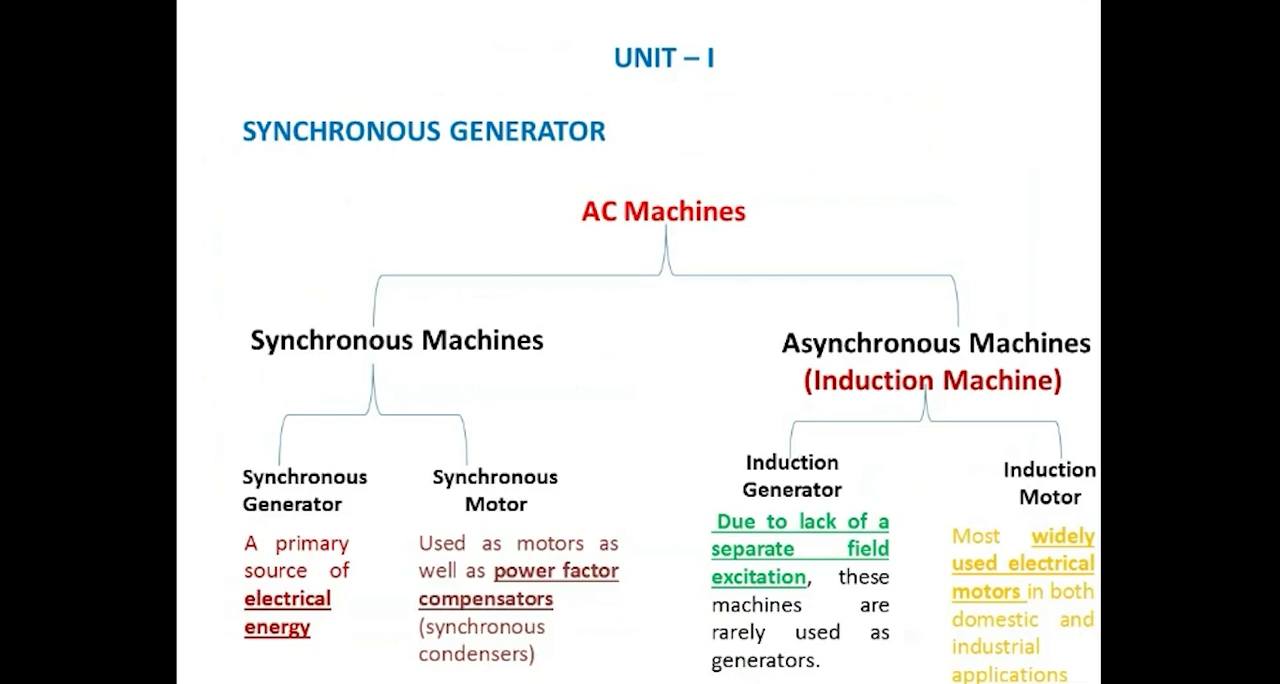 UNIT – I
SYNCHRONOUS GENERATOR
AC Machines
Synchronous Machines
Asynchronous Machines
(Induction Machine)
Synchronous
Generator
A primary
source of
electrical
energy
Synchronous
Motor
Used as motors as
well as power factor
compensators
(synchronous
condensers)
Induction
Generator
Due to lack of a
separate field
excitation, these
machines are
rarely used as
generators.
Induction
Motor
Most widely
used electrical
motors in both
domestic and
industrial
applications